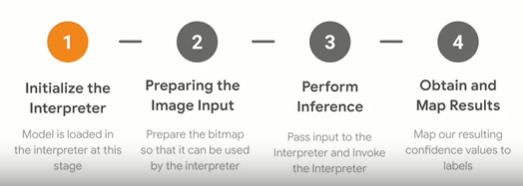 1
2
3
4
Initialize the
Interpreter
Model is loaded in
the interpreter at this
stage
Preparing the
Image Input
Prepare the bitmap
so that it can be used
by the interpreter
Perform
Inference
Pass input to the
Interpreter and Invoke
the Interpreter
Obtain and
Map Results
Map our resulting
confidence values to
labels